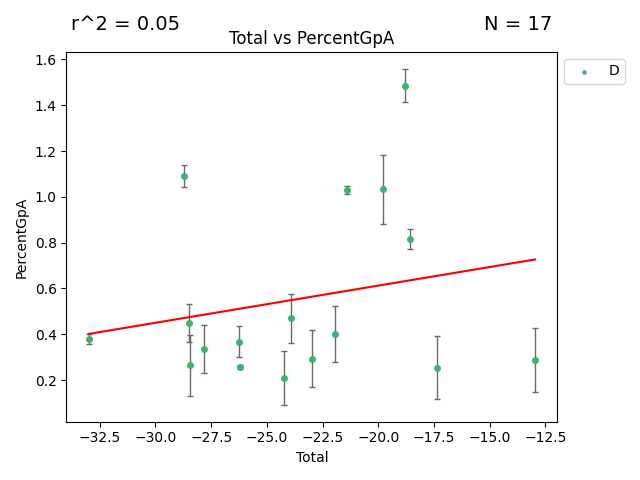 r^2 = 0.05
N = 17
Total vs PercentGpA
D
PercentGpA
1.6
1.4
1.2
1.0
0.8
0.6
0.4
0.2
−32.5 −30.0 −27.5 −25.0 −22.5 −20.0 −17.5 −15.0 −12.5
Total